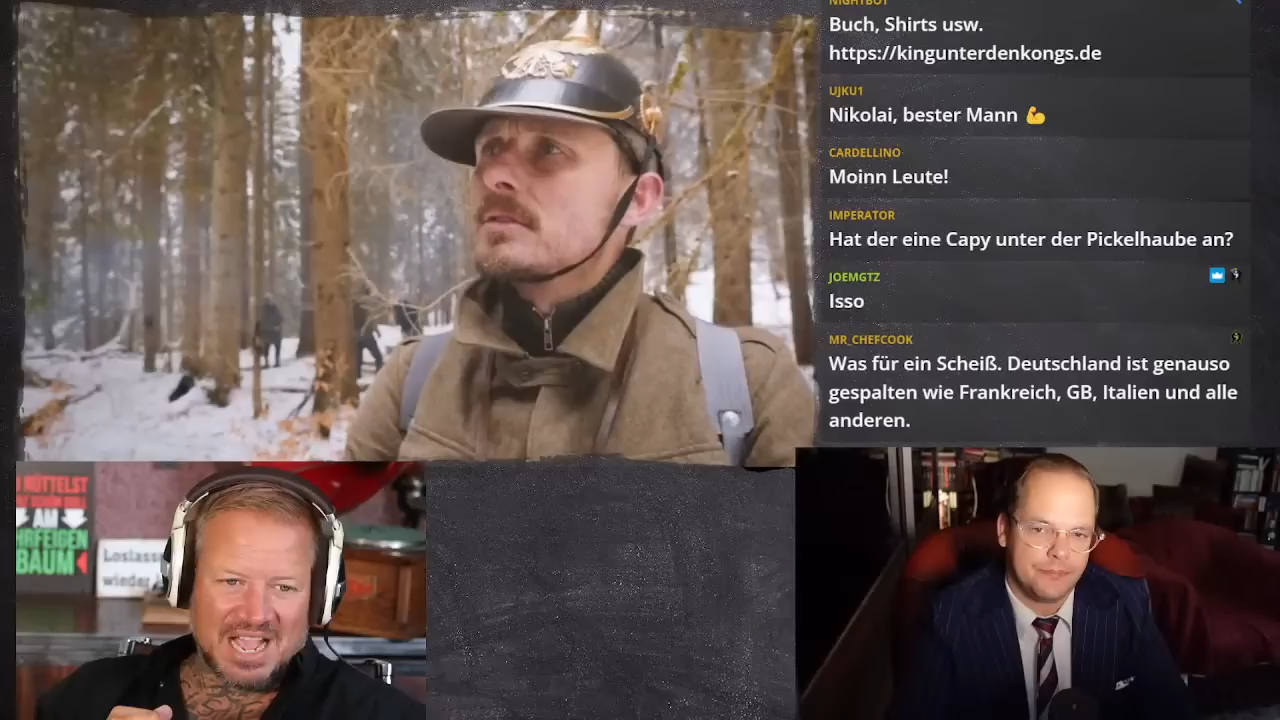 NIGHTBOT
Buch, Shirts usw.
https://kingunterdenkongs.de
UJKU1
Nikolai, bester Mann 💪
CARDELLINO
Moinn Leute!
IMPERATOR
Hat der eine Capy unter der Pickelhaube an?
JOEMGTZ
Isso
MR_CHEFCOOK
Was für ein Scheiß. Deutschland ist genauso
gespalten wie Frankreich, GB, Italien und alle
anderen.
AM
BAUM
wieder